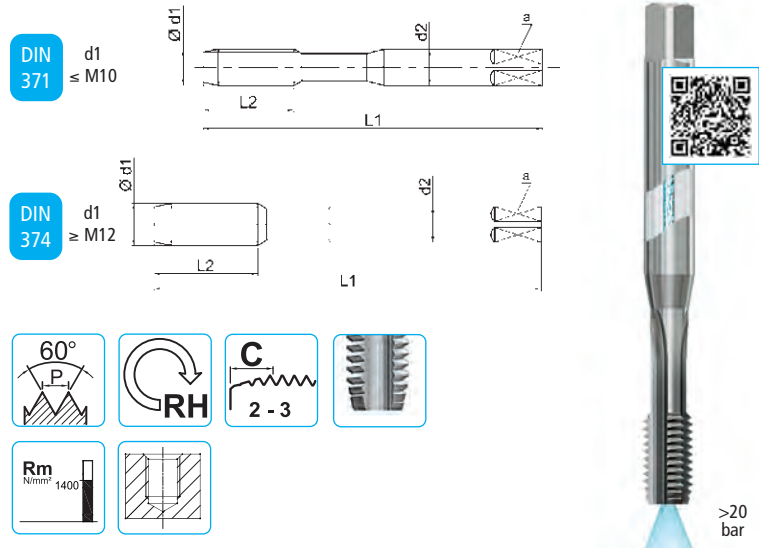 DIN 371
d1 ≤ M10
Ø d1
d2
a
L2
L1
DIN 374
d1 ≥ M12
Ø d1
d2
a
L2
L1
60°
P
RH
C
2 - 3
Rm
N/mm² 1400
>20
bar